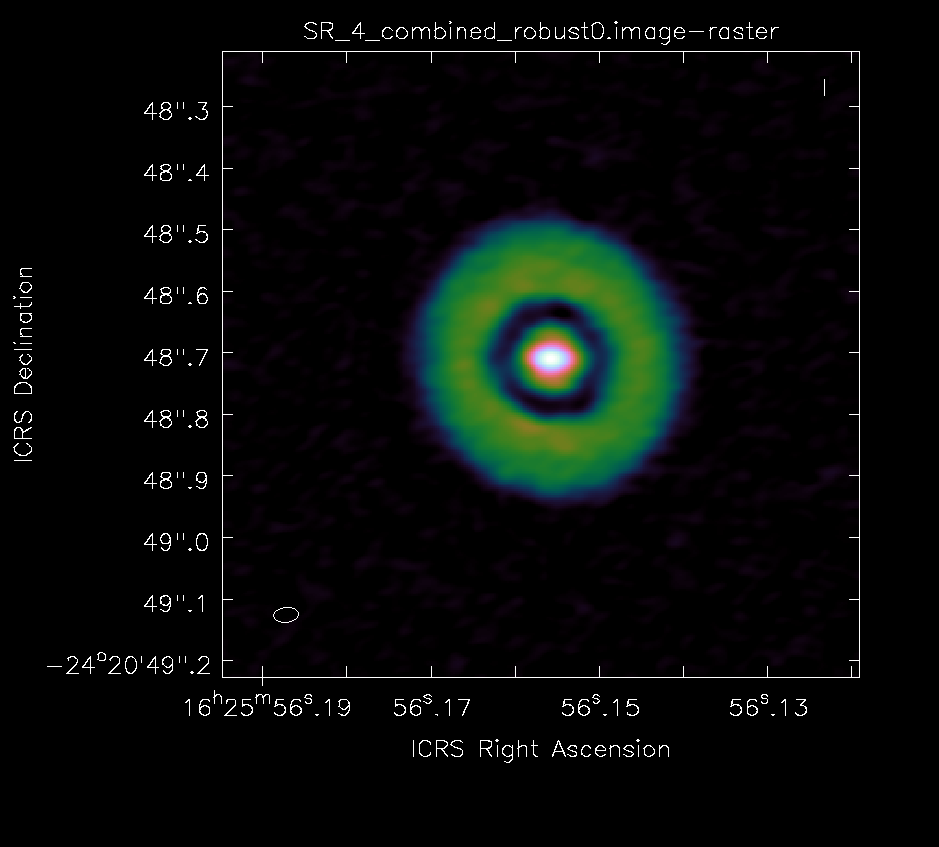 SR_4_combined_robust0.image-raster
48".3
48".4
48".5
48".6
48".7
48".8
48".9
49".0
49".1
-24°20'49".2
16h25m56s.19 56s.17 56s.15 56s.13
ICRS Right Ascension
ICRS Declination